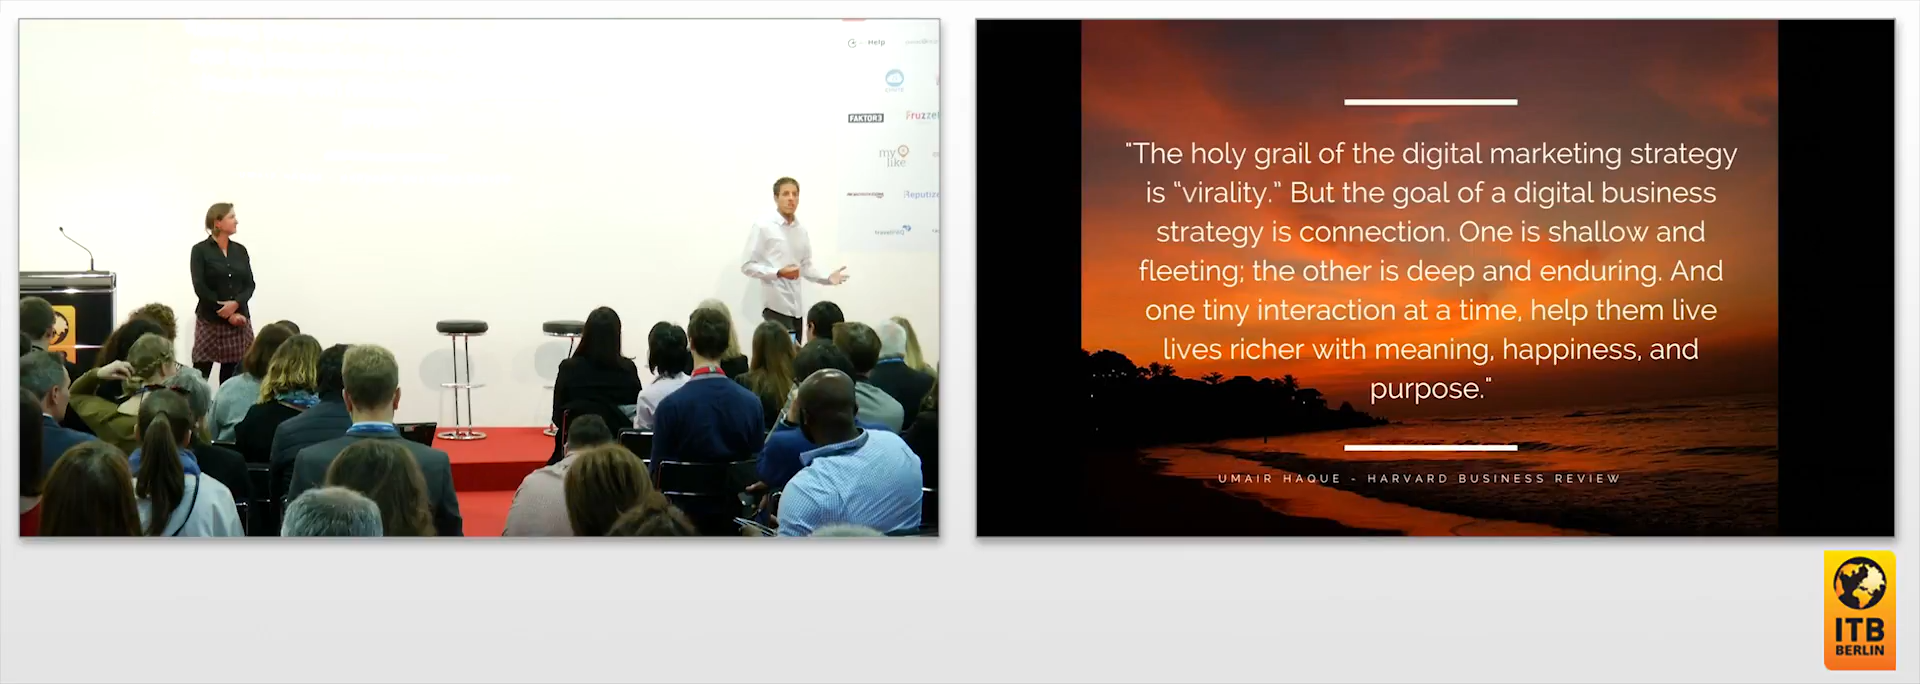 Help
FAKTOR3
Fruzzel
my
like
Reputize
"The holy grail of the digital marketing strategy
is “virality.” But the goal of a digital business
strategy is connection. One is shallow and
fleeting; the other is deep and enduring. And
one tiny interaction at a time, help them live
lives richer with meaning, happiness, and
purpose."
UMAIR HAQUE - HARVARD BUSINESS REVIEW
ITB
BERLIN